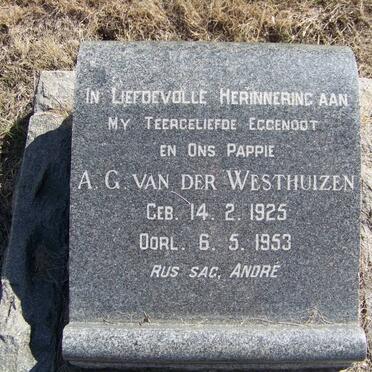 In Liefdevolle Herinnering aan
my Teergeliefde Eggenoot
en Ons Pappie
A. G. van der Westhuizen
Geb. 14. 2. 1925
Oorl. 6. 5. 1953
Rus sag, André